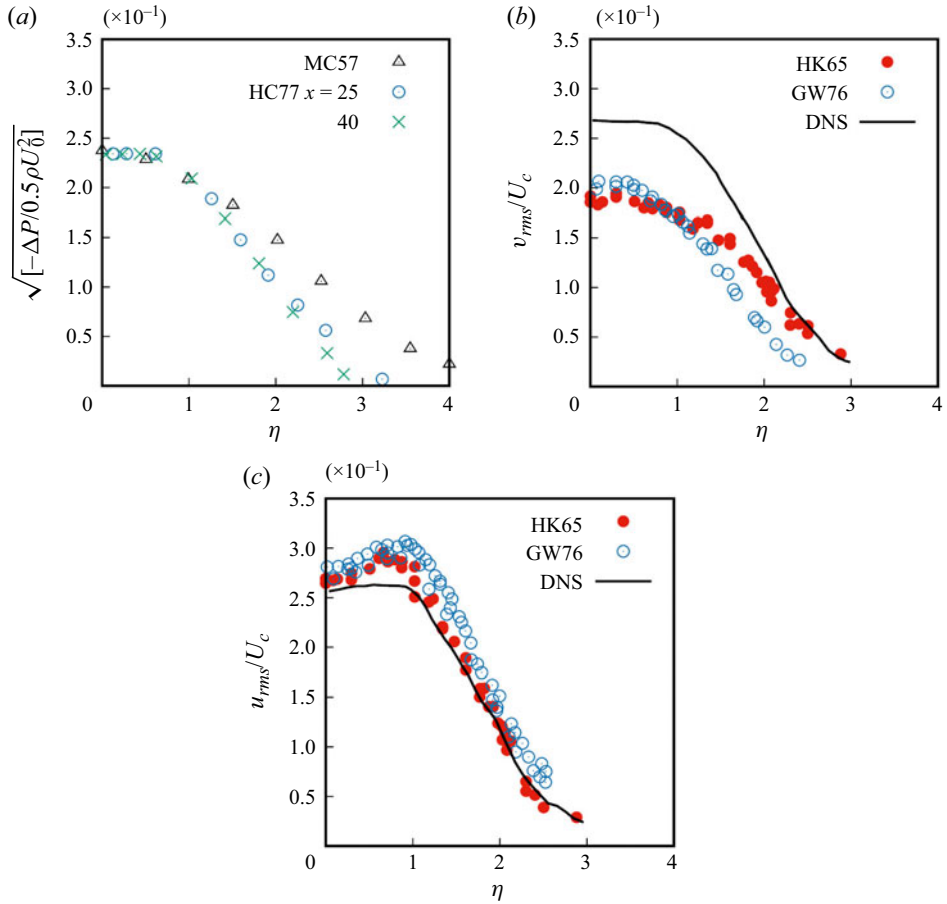 (a)
(×10⁻¹)
3.5
3.0
2.5
2.0
1.5
1.0
0.5
0
1
2
3
4
η
√[−ΔP/0.5ρU₀²]
MC57
HC77 x = 25
40
(b)
(×10⁻¹)
3.5
3.0
2.5
2.0
1.5
1.0
0.5
0
1
2
3
4
η
v_rms/U_c
HK65
GW76
DNS
(c)
(×10⁻¹)
3.5
3.0
2.5
2.0
1.5
1.0
0.5
0
1
2
3
4
η
u_rms/U_c
HK65
GW76
DNS